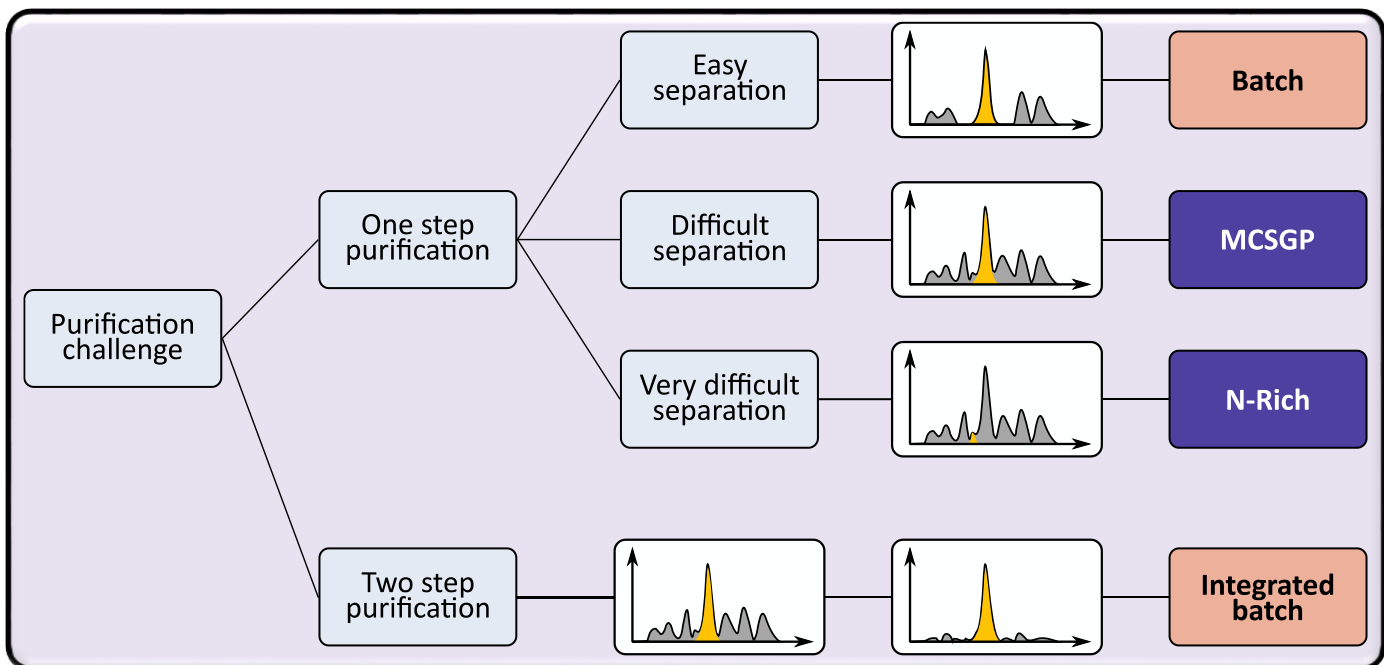 Purification
challenge
One step
purification
Two step
purification
Easy
separation
Difficult
separation
Very difficult
separation
Batch
MCSGP
N-Rich
Integrated
batch